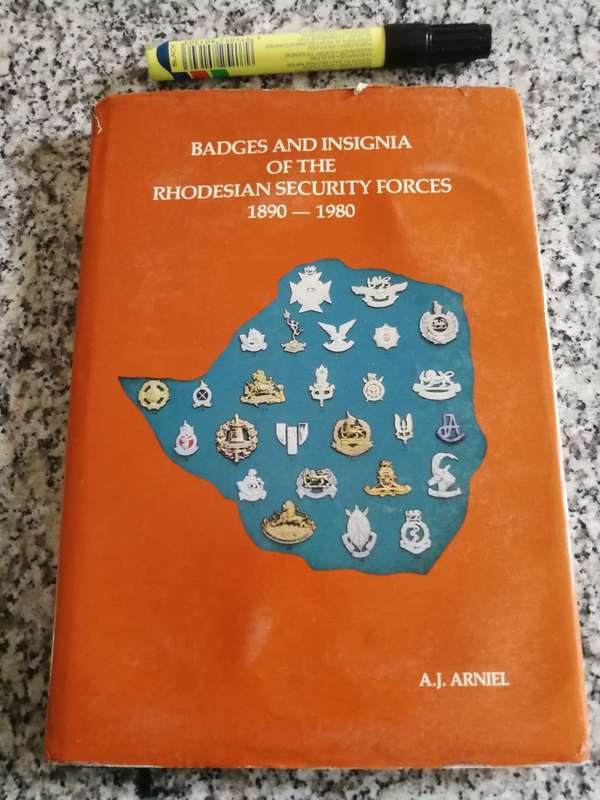 BADGES AND INSIGNIA
OF THE
RHODESIAN SECURITY FORCES
1890 — 1980
A.J. ARNIEL